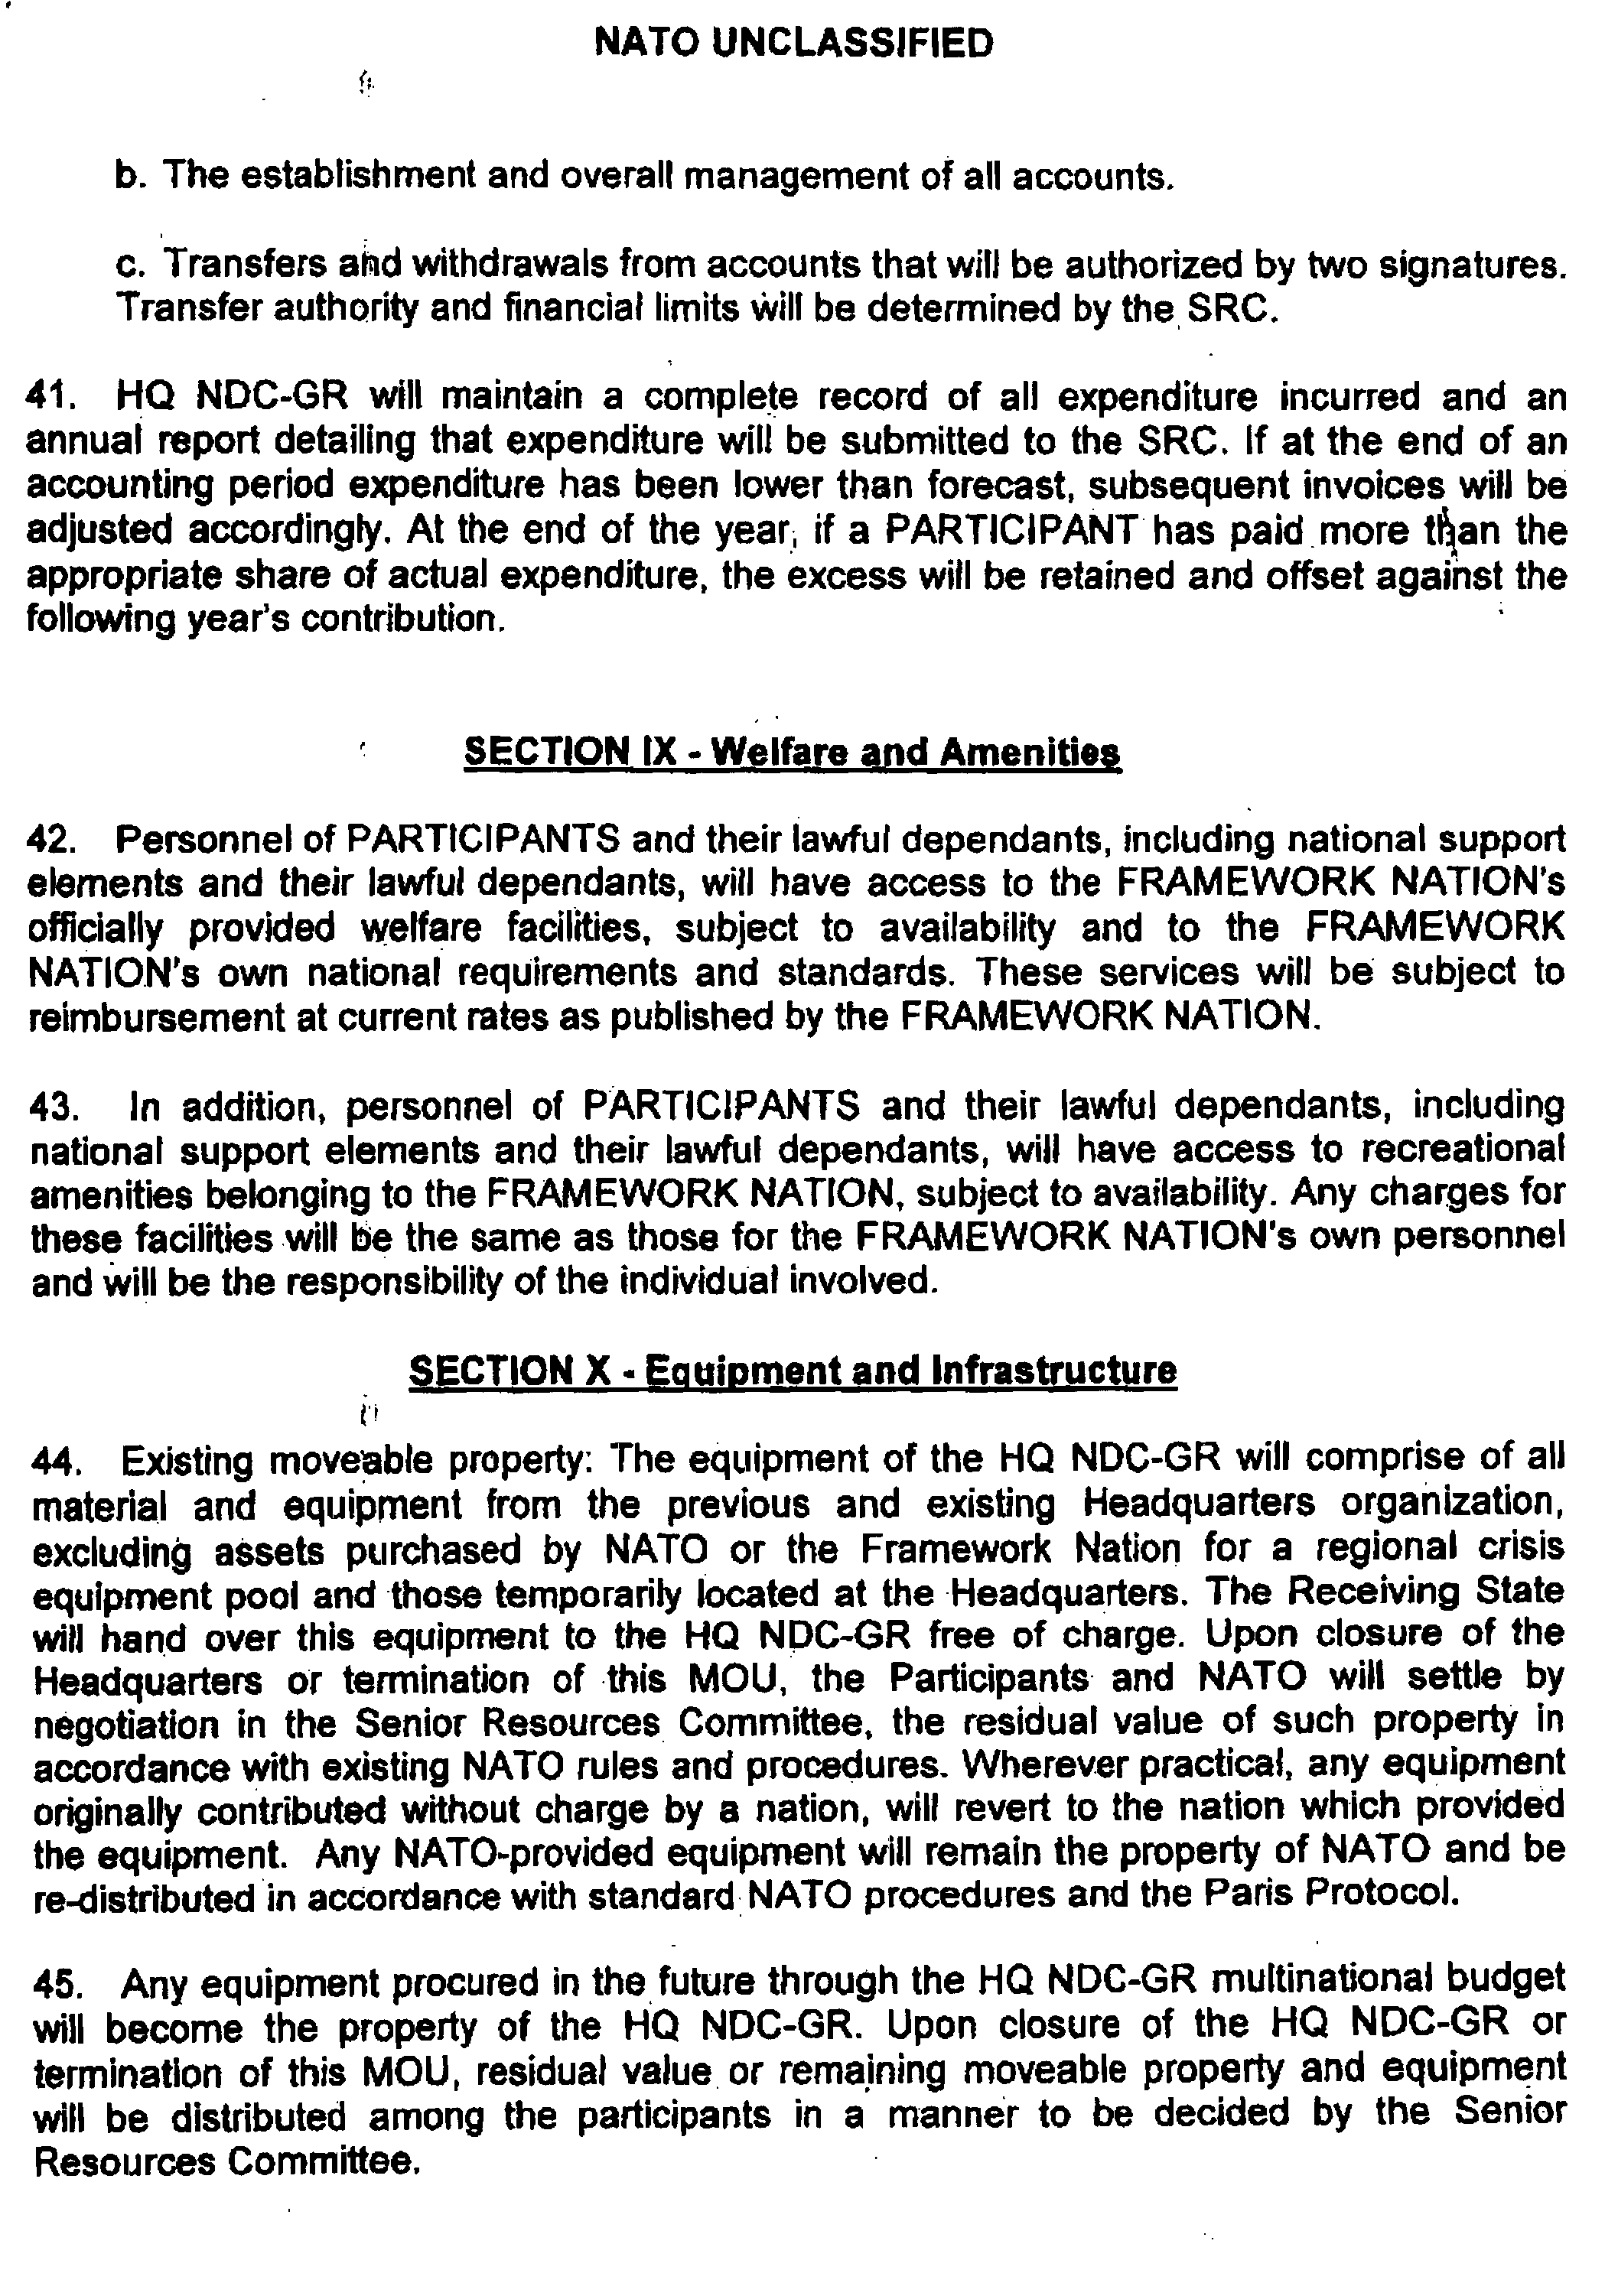 NATO UNCLASSIFIED
b. The establishment and overall management of all accounts.
c. Transfers and withdrawals from accounts that will be authorized by two signatures.
Transfer authority and financial limits will be determined by the SRC.
41. HQ NDC-GR will maintain a complete record of all expenditure incurred and an
annual report detailing that expenditure will be submitted to the SRC. If at the end of an
accounting period expenditure has been lower than forecast, subsequent invoices will be
adjusted accordingly. At the end of the year, if a PARTICIPANT has paid more than the
appropriate share of actual expenditure, the excess will be retained and offset against the
following year's contribution.
SECTION IX - Welfare and Amenities
42. Personnel of PARTICIPANTS and their lawful dependants, including national support
elements and their lawful dependants, will have access to the FRAMEWORK NATION's
officially provided welfare facilities, subject to availability and to the FRAMEWORK
NATION's own national requirements and standards. These services will be subject to
reimbursement at current rates as published by the FRAMEWORK NATION.
43. In addition, personnel of PARTICIPANTS and their lawful dependants, including
national support elements and their lawful dependants, will have access to recreational
amenities belonging to the FRAMEWORK NATION, subject to availability. Any charges for
these facilities will be the same as those for the FRAMEWORK NATION's own personnel
and will be the responsibility of the individual involved.
SECTION X - Equipment and Infrastructure
44. Existing moveable property: The equipment of the HQ NDC-GR will comprise of all
material and equipment from the previous and existing Headquarters organization,
excluding assets purchased by NATO or the Framework Nation for a regional crisis
equipment pool and those temporarily located at the Headquarters. The Receiving State
will hand over this equipment to the HQ NDC-GR free of charge. Upon closure of the
Headquarters or termination of this MOU, the Participants and NATO will settle by
negotiation in the Senior Resources Committee, the residual value of such property in
accordance with existing NATO rules and procedures. Wherever practical, any equipment
originally contributed without charge by a nation, will revert to the nation which provided
the equipment. Any NATO-provided equipment will remain the property of NATO and be
re-distributed in accordance with standard NATO procedures and the Paris Protocol.
45. Any equipment procured in the future through the HQ NDC-GR multinational budget
will become the property of the HQ NDC-GR. Upon closure of the HQ NDC-GR or
termination of this MOU, residual value or remaining moveable property and equipment
will be distributed among the participants in a manner to be decided by the Senior
Resources Committee.